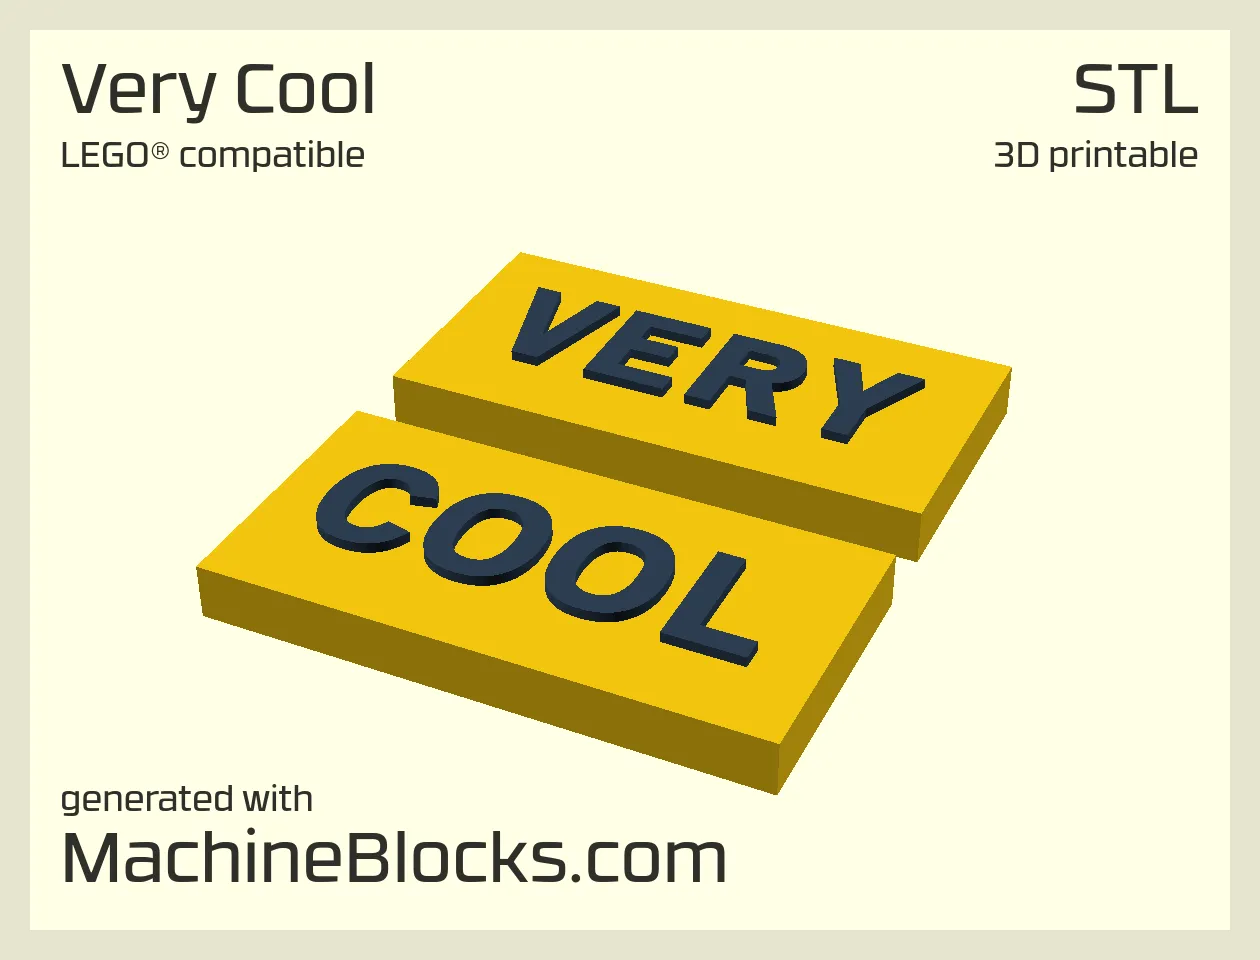 Very Cool
LEGO® compatible
STL
3D printable
VERY
COOL
generated with
MachineBlocks.com